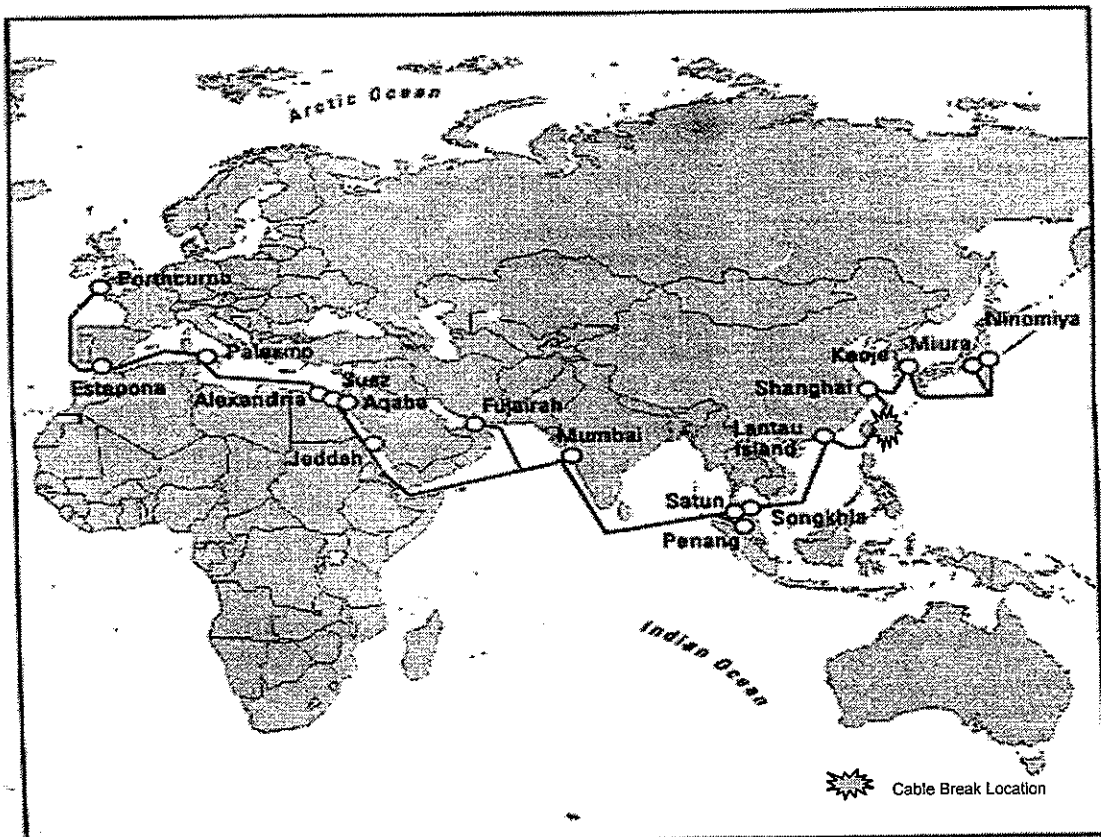 Arctic Ocean
Porthcurno
Estapona
Palermo
Alexandria
Suez
Aqaba
Jeddah
Fujairah
Mumbai
Satun
Penang
Songkhla
Lantau
Island
Shanghai
Keoje
Miura
Ninomiya
Indian Ocean
Cable Break Location